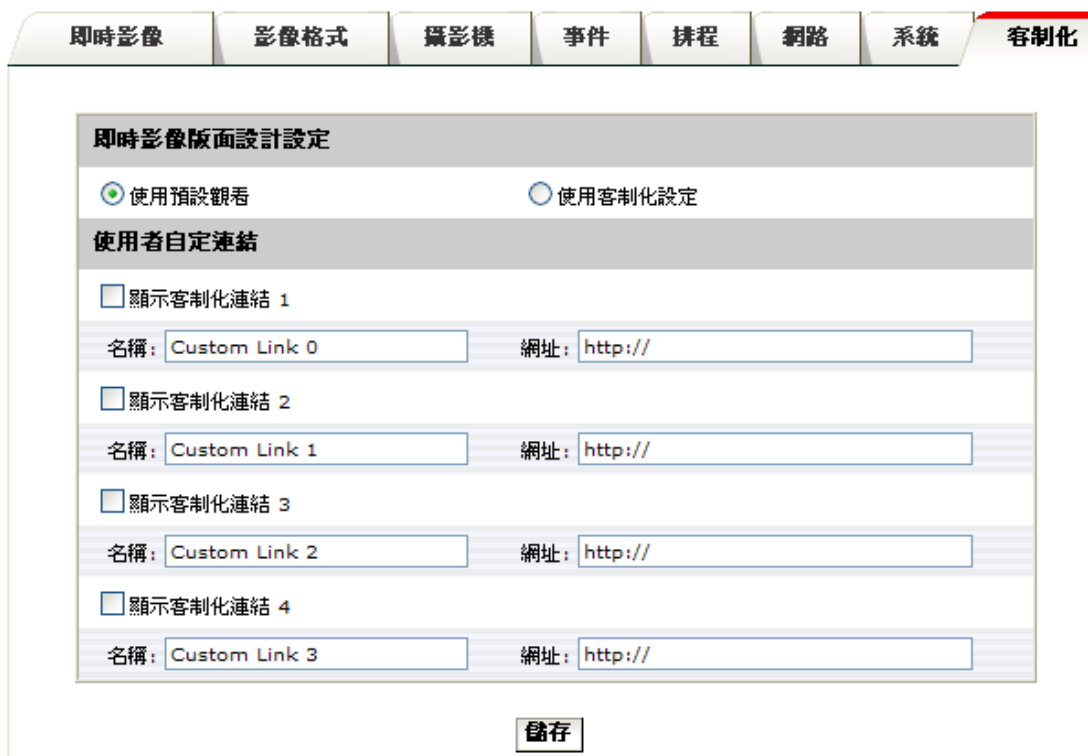 即時影像 影像格式 攝影機 事件 排程 網路 系統 客制化
即時影像版面設計設定
使用預設觀看 使用客制化設定
使用者自定連結
顯示客制化連結 1
名稱: Custom Link 0 網址: http://
顯示客制化連結 2
名稱: Custom Link 1 網址: http://
顯示客制化連結 3
名稱: Custom Link 2 網址: http://
顯示客制化連結 4
名稱: Custom Link 3 網址: http://
儲存